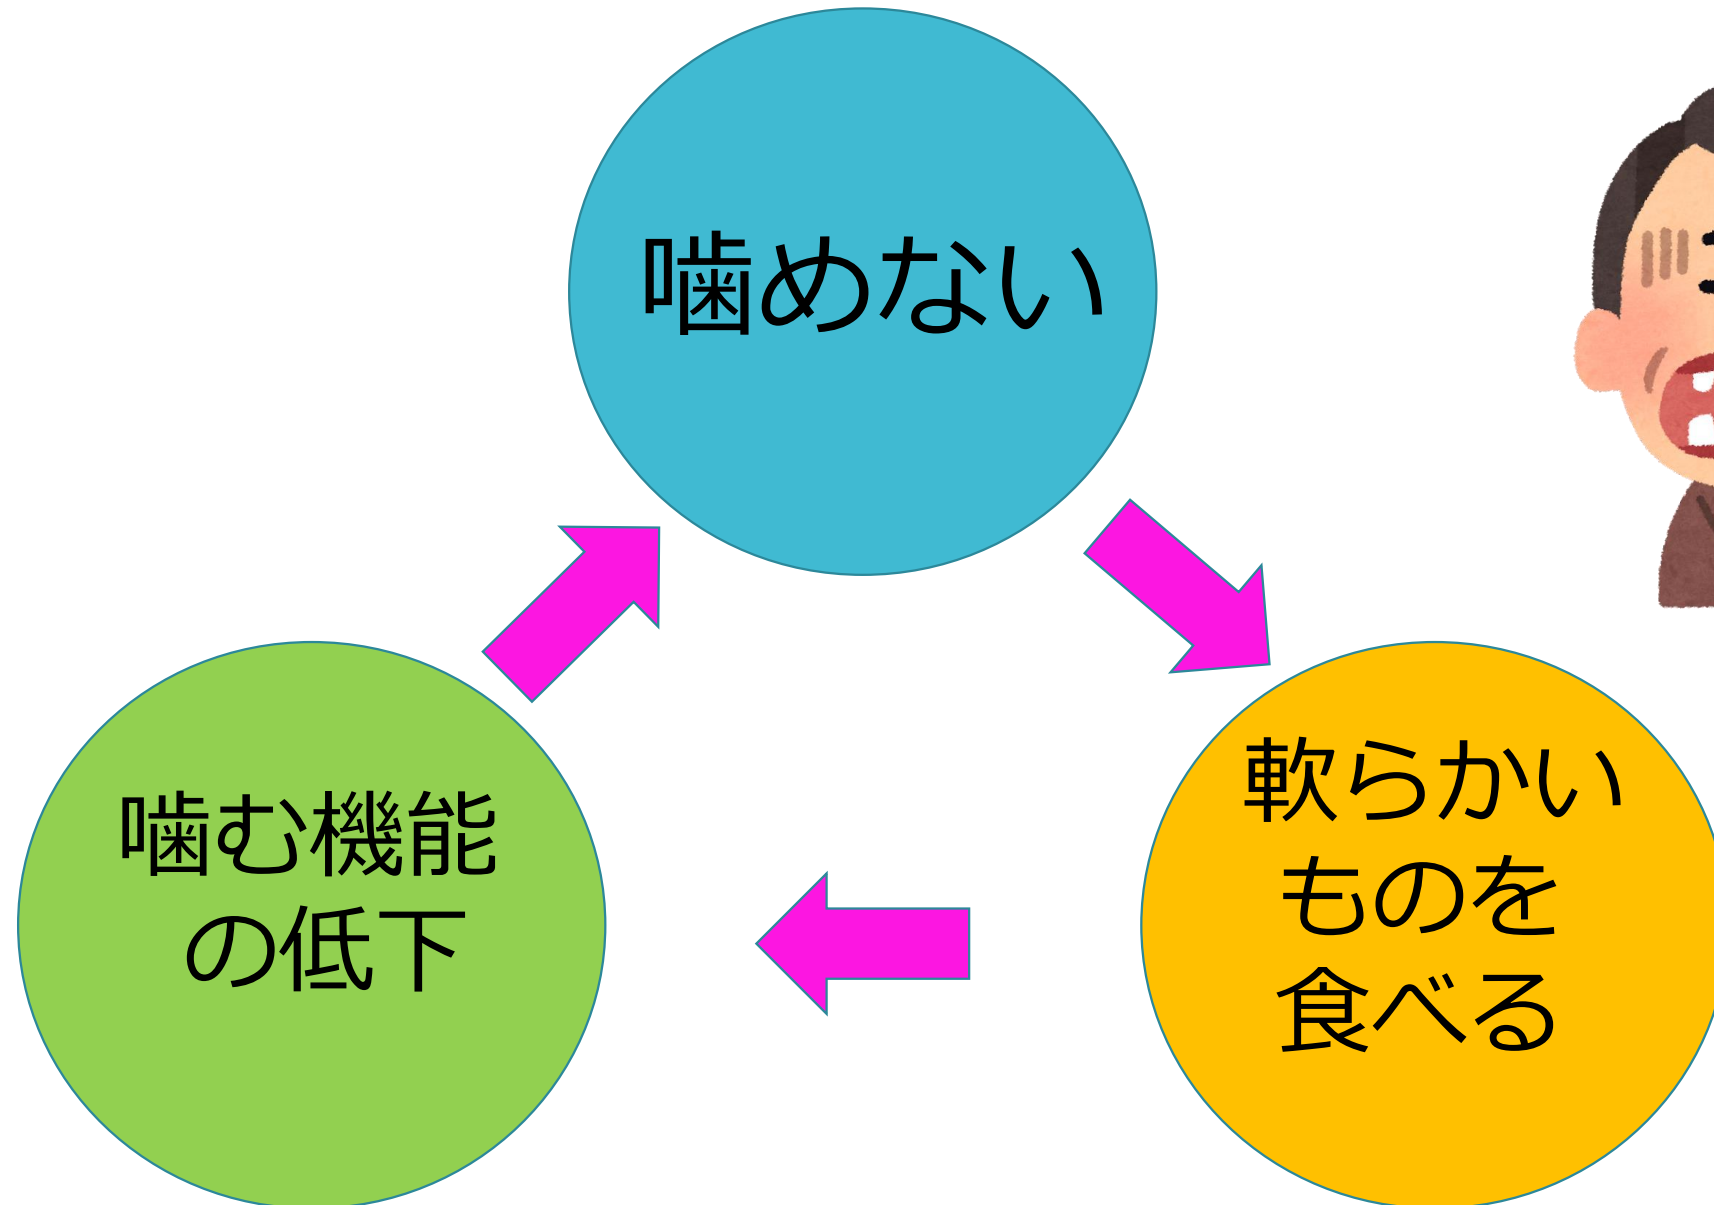 噛めない
軟らかい
ものを
食べる
噛む機能
の低下